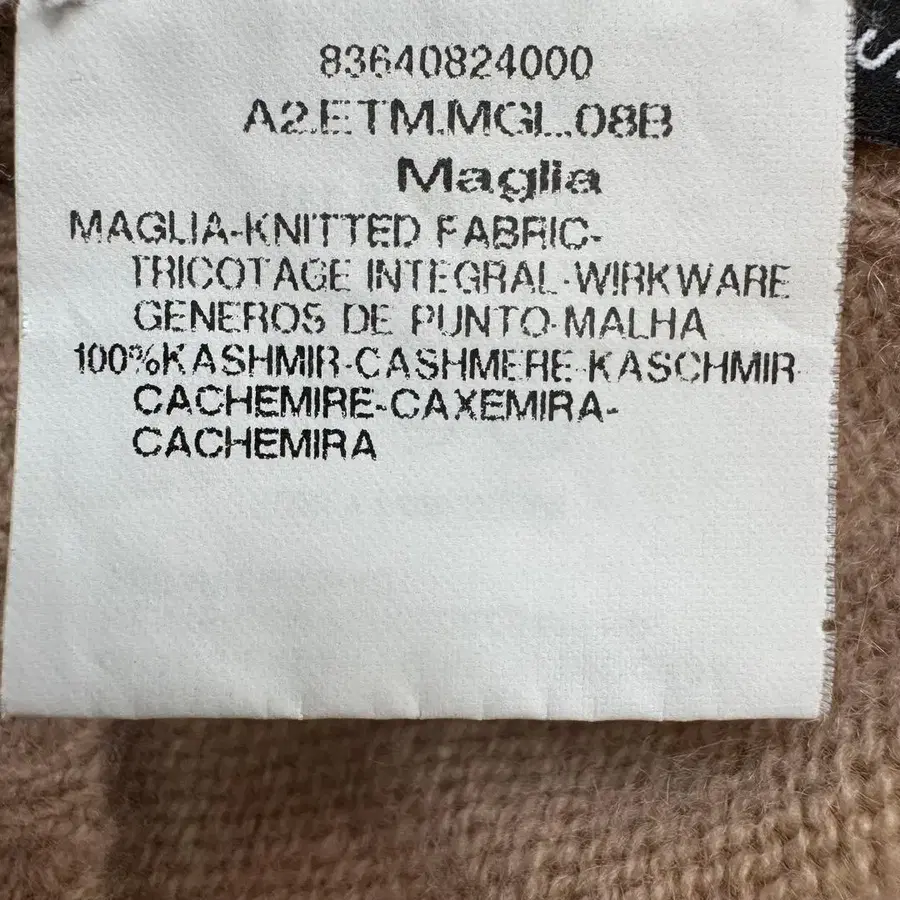 83640824000
A2.ETM.MGL..08B
Maglia
MAGLIA-KNITTED FABRIC-
TRICOTAGE INTEGRAL-WIRKWARE
GENEROS DE PUNTO-MALHA
100%KASHMIR-CASHMERE-KASCHMIR
CACHEMIRE-CAXEMIRA-
CACHEMIRA